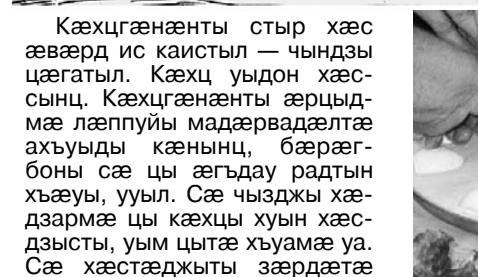 Кæхцгæнæнты стыр хæс
æвæрд ис каистыл — чындзы
цæгатыл. Кæхц уыдон хæс-
сынц. Кæхцгæнæнты æрцыд-
мæ лæппуйы мадæрвадæлтæ
ахъуыды кæнынц, бæрæг-
боны сæ цы æгъдау радтын
хъæуы, ууыл. Сæ чызджы хæ-
дзармæ цы кæхцы хуын хæс-
дзысты, уым цытæ хъуамæ уа.
Сæ хæстæджыты зæрдæтæ